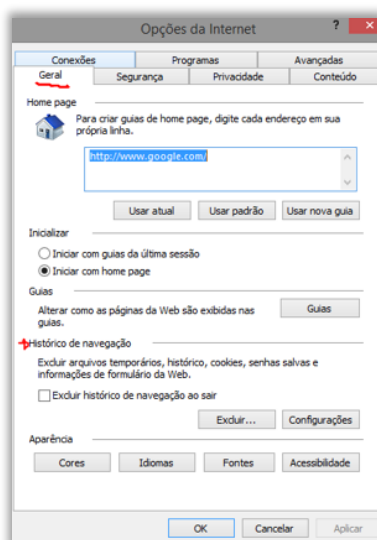 Opções da Internet ? x
Conexões Programas Avançadas
Geral Segurança Privacidade Conteúdo
Home page
Para criar guias de home page, digite cada endereço em sua
própria linha.
http://www.google.com/
Usar atual Usar padrão Usar nova guia
Inicializar
Iniciar com guias da última sessão
Iniciar com home page
Guias
Alterar como as páginas da Web são exibidas nas
guias.
Guias
Histórico de navegação
Excluir arquivos temporários, histórico, cookies, senhas salvas e
informações de formulário da Web.
Excluir histórico de navegação ao sair
Excluir... Configurações
Aparência
Cores Idiomas Fontes Acessibilidade
OK Cancelar Aplicar